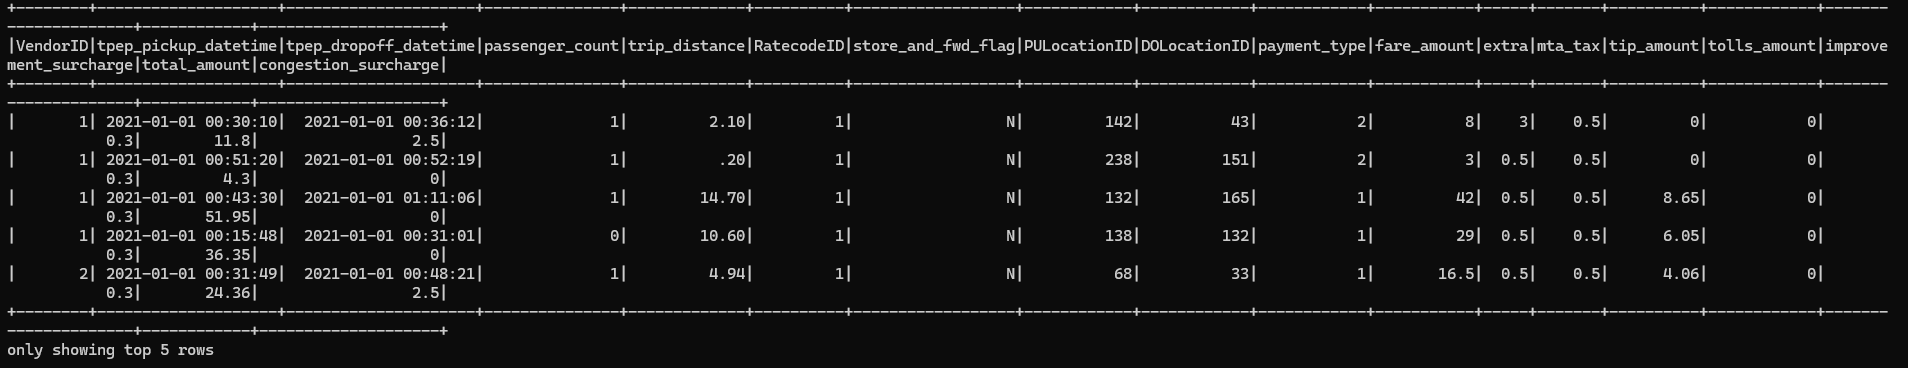 +--------+--------------------+---------------------+---------------+-------------+----------+------------------+------------+------------+------------+-----------+-----+-------+----------+------------+-------
--------------+------------+--------------------+
|VendorID|tpep_pickup_datetime|tpep_dropoff_datetime|passenger_count|trip_distance|RatecodeID|store_and_fwd_flag|PULocationID|DOLocationID|payment_type|fare_amount|extra|mta_tax|tip_amount|tolls_amount|improve
ment_surcharge|total_amount|congestion_surcharge|
+--------+--------------------+---------------------+---------------+-------------+----------+------------------+------------+------------+------------+-----------+-----+-------+----------+------------+-------
--------------+------------+--------------------+
|       1| 2021-01-01 00:30:10|  2021-01-01 00:36:12|              1|         2.10|         1|                 N|         142|          43|           2|          8|    3|    0.5|         0|           0|
           0.3|        11.8|                 2.5|
|       1| 2021-01-01 00:51:20|  2021-01-01 00:52:19|              1|          .20|         1|                 N|         238|         151|           2|          3|  0.5|    0.5|         0|           0|
           0.3|         4.3|                   0|
|       1| 2021-01-01 00:43:30|  2021-01-01 01:11:06|              1|        14.70|         1|                 N|         132|         165|           1|         42|  0.5|    0.5|      8.65|           0|
           0.3|       51.95|                   0|
|       1| 2021-01-01 00:15:48|  2021-01-01 00:31:01|              0|        10.60|         1|                 N|         138|         132|           1|         29|  0.5|    0.5|      6.05|           0|
           0.3|       36.35|                   0|
|       2| 2021-01-01 00:31:49|  2021-01-01 00:48:21|              1|         4.94|         1|                 N|          68|          33|           1|       16.5|  0.5|    0.5|      4.06|           0|
           0.3|       24.36|                 2.5|
+--------+--------------------+---------------------+---------------+-------------+----------+------------------+------------+------------+------------+-----------+-----+-------+----------+------------+-------
--------------+------------+--------------------+
only showing top 5 rows